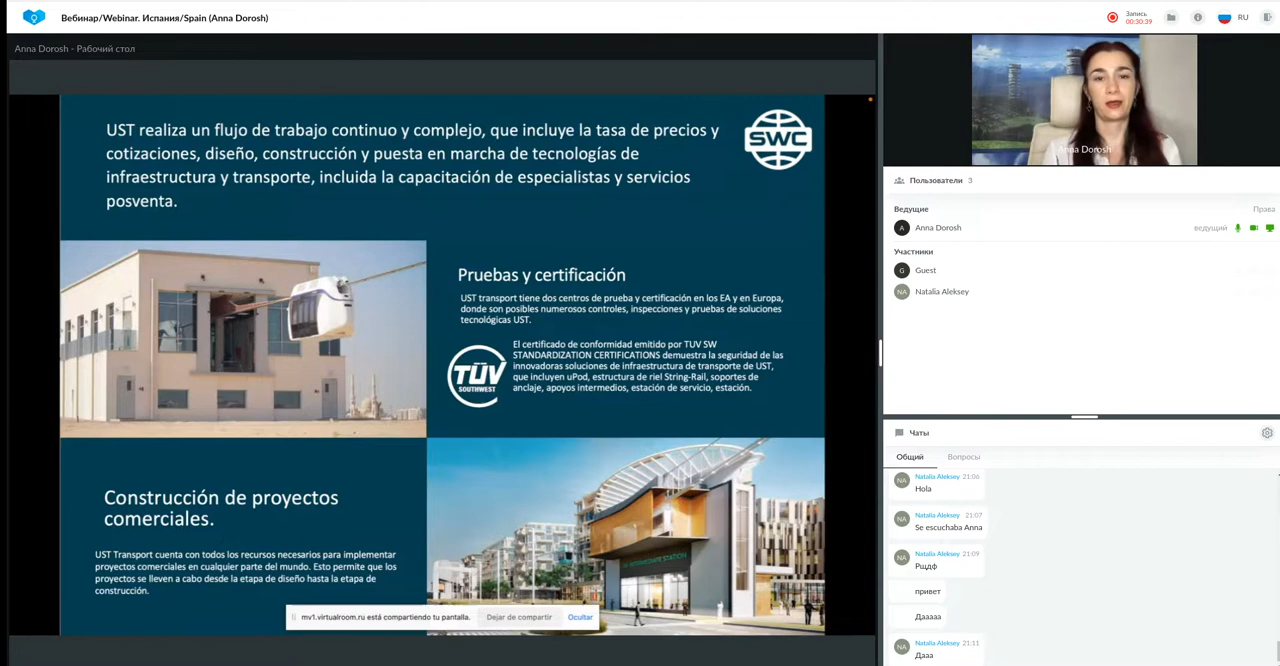 Вебинар/Webinar. Испания/Spain (Anna Dorosh)
Запись
00:30:39
RU
Anna Dorosh - Рабочий стол
UST realiza un flujo de trabajo continuo y complejo, que incluye la tasa de precios y
cotizaciones, diseño, construcción y puesta en marcha de tecnologías de
infraestructura y transporte, incluida la capacitación de especialistas y servicios
posventa.
SWC
Pruebas y certificación
UST transport tiene dos centros de prueba y certificación en los EA y en Europa,
donde son posibles numerosos controles, inspecciones y pruebas de soluciones
tecnológicas UST.
TÜV
SOUTHWEST
El certificado de conformidad emitido por TUV SW
STANDARDIZATION CERTIFICATIONS demuestra la seguridad de las
innovadoras soluciones de infraestructura de transporte de UST,
que incluyen uPod, estructura de riel String-Rail, soportes de
anclaje, apoyos intermedios, estación de servicio, estación.
Construcción de proyectos
comerciales.
UST Transport cuenta con todos los recursos necesarios para implementar
proyectos comerciales en cualquier parte del mundo. Esto permite que los
proyectos se lleven a cabo desde la etapa de diseño hasta la etapa de
construcción.
mv1.virtualroom.ru está compartiendo tu pantalla.
Dejar de compartir
Ocultar
Anna Dorosh
Пользователи 3
Ведущие
Права
A
Anna Dorosh
ведущий
Участники
G
Guest
NA
Natalia Aleksey
Чаты
Общий
Вопросы
NA
Natalia Aleksey 21:06
Hola
NA
Natalia Aleksey 21:07
Se escuchaba Anna
NA
Natalia Aleksey 21:09
Рщдф
привет
Дааааа
NA
Natalia Aleksey 21:11
Дааа